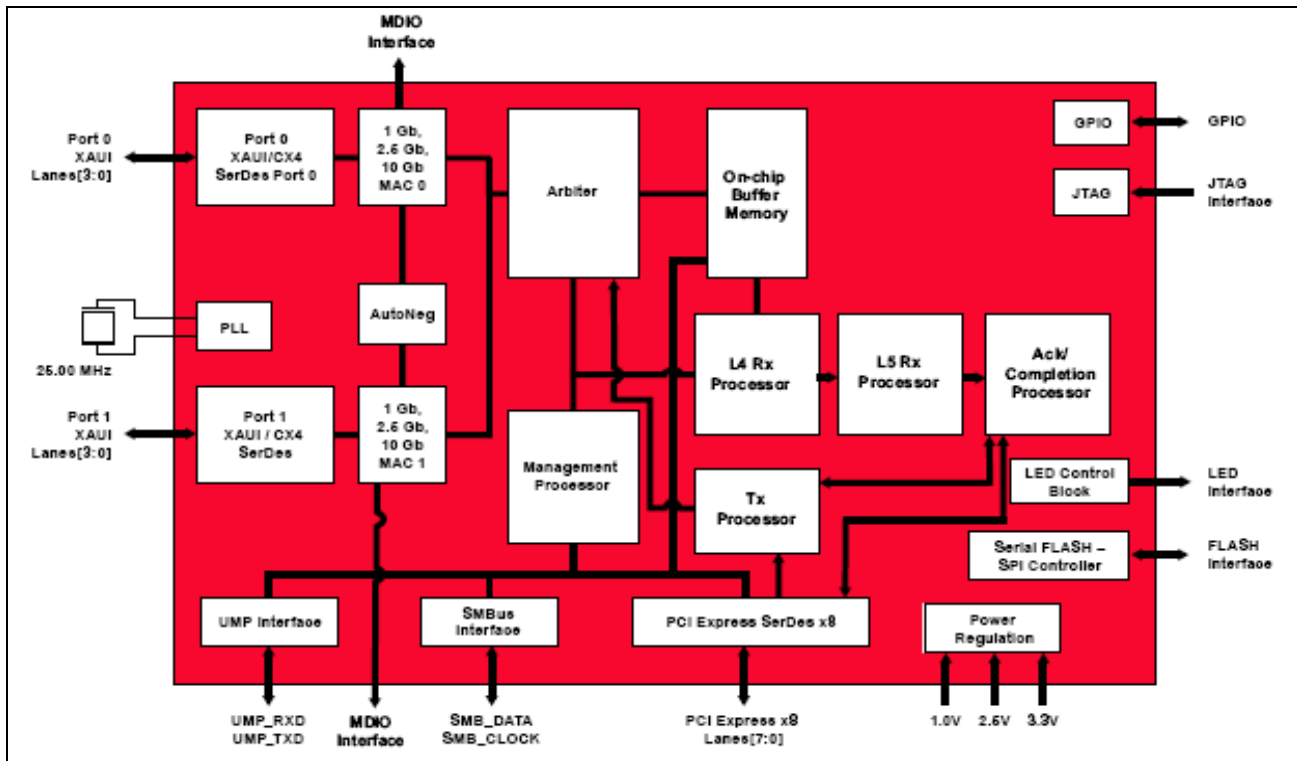 MDIO
Interface
Port 0
XAUI
Lanes[3:0]
Port 0
XAUI/CX4
SerDes Port 0
1 Gb,
2.5 Gb,
10 Gb
MAC 0
Arbiter
On-chip
Buffer
Memory
GPIO
GPIO
JTAG
JTAG
Interface
25.00 MHz
PLL
AutoNeg
L4 Rx
Processor
L5 Rx
Processor
Ack/
Completion
Processor
Port 1
XAUI
Lanes[3:0]
Port 1
XAUI / CX4
SerDes
1 Gb,
2.5 Gb,
10 Gb
MAC 1
Management
Processor
Tx
Processor
LED Control
Block
LED
Interface
Serial FLASH –
SPI Controller
FLASH
Interface
UMP Interface
SMBus
Interface
PCI Express SerDes x8
Power
Regulation
UMP_RXD
UMP_TXD
MDIO
Interface
SMB_DATA
SMB_CLOCK
PCI Express x8
Lanes[7:0]
1.0V
2.5V
3.3V